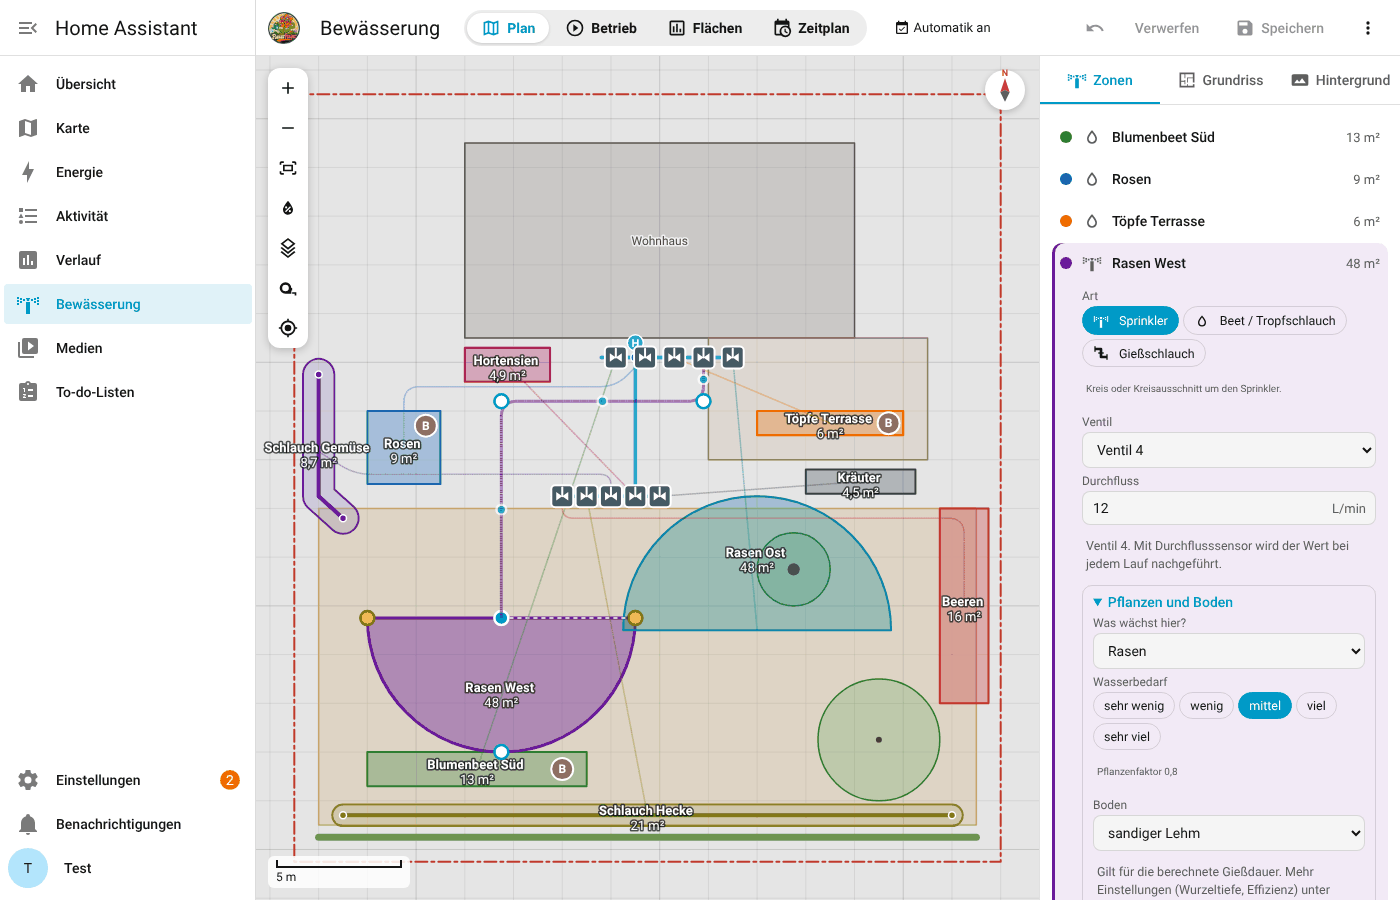 Home Assistant
Bewässerung
Plan
Betrieb
Flächen
Zeitplan
Automatik an
Verwerfen
Speichern
Übersicht
Karte
Energie
Aktivität
Verlauf
Bewässerung
Medien
To-do-Listen
Einstellungen
2
Benachrichtigungen
T
Test
N
Wohnhaus
H
Hortensien
4,9 m²
Töpfe Terrasse
6 m²
B
Rosen
9 m²
B
Schlauch Gemüse
8,7 m²
Kräuter
4,5 m²
Rasen Ost
48 m²
Beeren
16 m²
Rasen West
48 m²
Blumenbeet Süd
13 m²
B
Schlauch Hecke
21 m²
5 m
Zonen
Grundriss
Hintergrund
Blumenbeet Süd
13 m²
Rosen
9 m²
Töpfe Terrasse
6 m²
Rasen West
48 m²
Art
Sprinkler
Beet / Tropfschlauch
Gießschlauch
Kreis oder Kreisausschnitt um den Sprinkler.
Ventil
Ventil 4
Durchfluss
12
L/min
Ventil 4. Mit Durchflusssensor wird der Wert bei
jedem Lauf nachgeführt.
Pflanzen und Boden
Was wächst hier?
Rasen
Wasserbedarf
sehr wenig
wenig
mittel
viel
sehr viel
Pflanzenfaktor 0,8
Boden
sandiger Lehm
Gilt für die berechnete Gießdauer. Mehr
Einstellungen (Wurzeltiefe, Effizienz) unter